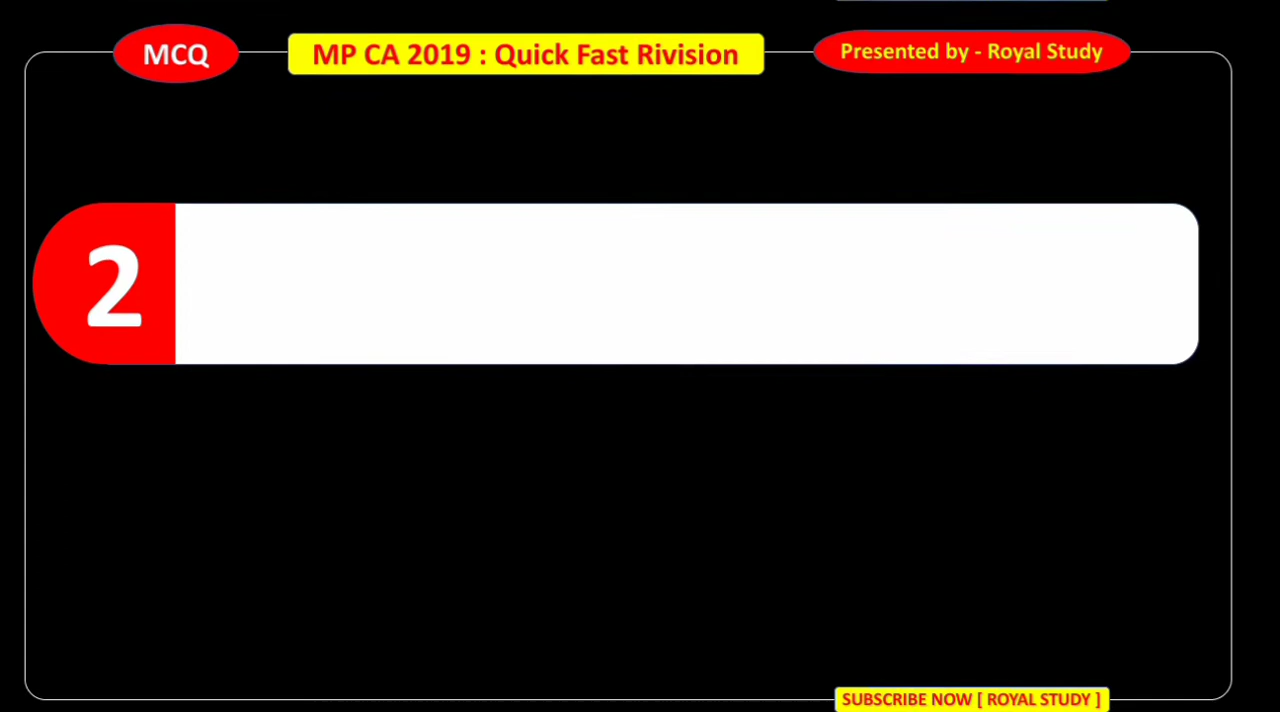 MCQ
MP CA 2019 : Quick Fast Rivision
Presented by - Royal Study
2
SUBSCRIBE NOW [ ROYAL STUDY ]